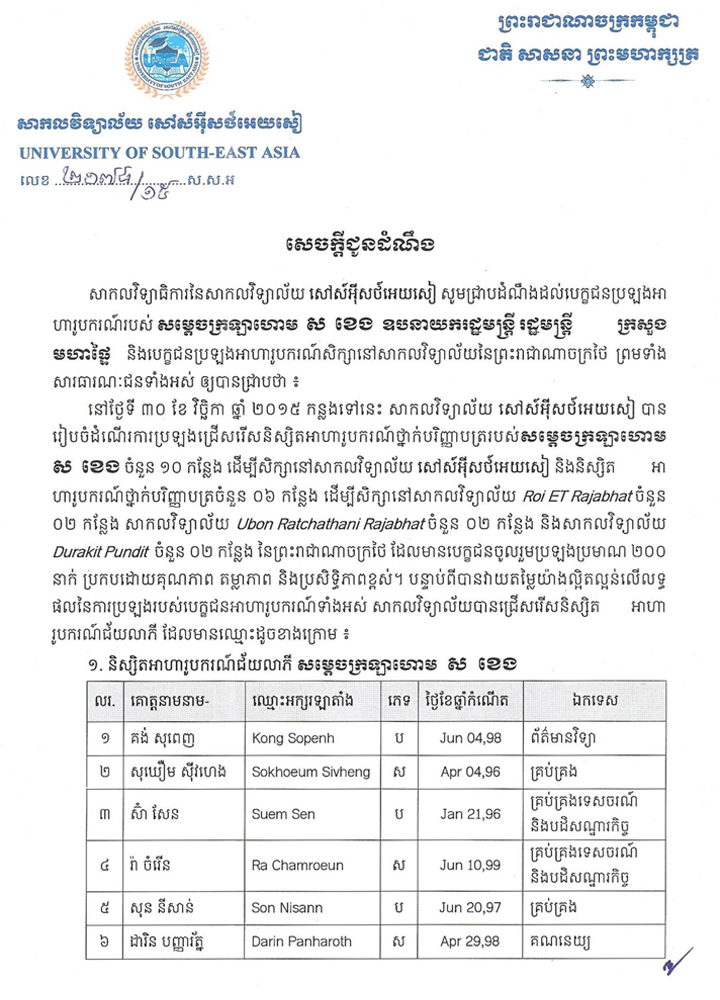 ព្រះរាជាណាចក្រកម្ពុជា
ជាតិ សាសនា ព្រះមហាក្សត្រ
សាកលវិទ្យាល័យ សៅស៍អ៊ីសថ៍អេយសៀ
UNIVERSITY OF SOUTH-EAST ASIA
លេខ ២១៧៨/១៥ ស.ស.អ
សេចក្តីជូនដំណឹង
សាកលវិទ្យាធិការនៃសាកលវិទ្យាល័យ សៅស៍អ៊ីសថ៍អេយសៀ សូមជ្រាបដំណឹងដល់បេក្ខជនប្រឡងអា
ហារូបករណ៍របស់ សម្តេចក្រឡាហោម ស ខេង ឧបនាយករដ្ឋមន្ត្រី រដ្ឋមន្ត្រី ក្រសួង
មហាផ្ទៃ និងបេក្ខជនប្រឡងអាហារូបករណ៍សិក្សានៅសាកលវិទ្យាល័យនៃព្រះរាជាណាចក្រថៃ ព្រមទាំង
សាធារណៈជនទាំងអស់ ឲ្យបានជ្រាបថា ៖
នៅថ្ងៃទី ៣០ ខែ វិច្ឆិកា ឆ្នាំ ២០១៥ កន្លងទៅនេះ សាកលវិទ្យាល័យ សៅស៍អ៊ីសថ៍អេយសៀ បាន
រៀបចំដំណើរការប្រឡងជ្រើសរើសនិស្សិតអាហារូបករណ៍ថ្នាក់បរិញ្ញាបត្ររបស់សម្តេចក្រឡាហោម
ស ខេង ចំនួន ១០ កន្លែង ដើម្បីសិក្សានៅសាកលវិទ្យាល័យ សៅស៍អ៊ីសថ៍អេយសៀ និងនិស្សិត អា
ហារូបករណ៍ថ្នាក់បរិញ្ញាបត្រចំនួន ០៦ កន្លែង ដើម្បីសិក្សានៅសាកលវិទ្យាល័យ Roi ET Rajabhat ចំនួន
០២ កន្លែង សាកលវិទ្យាល័យ Ubon Ratchathani Rajabhat ចំនួន ០២ កន្លែង និងសាកលវិទ្យាល័យ
Durakit Pundit ចំនួន ០២ កន្លែង នៃព្រះរាជាណាចក្រថៃ ដែលមានបេក្ខជនចូលរួមប្រឡងប្រមាណ ២០០
នាក់ ប្រកបដោយគុណភាព តម្លាភាព និងប្រសិទ្ធិភាពខ្ពស់។ បន្ទាប់ពីបានវាយតម្លៃយ៉ាងល្អិតល្អន់លើលទ្ធ
ផលនៃការប្រឡងរបស់បេក្ខជនអាហារូបករណ៍ទាំងអស់ សាកលវិទ្យាល័យបានជ្រើសរើសនិស្សិត អាហា
រូបករណ៍ជ័យលាភី ដែលមានឈ្មោះដូចខាងក្រោម ៖
១. និស្សិតអាហារូបករណ៍ជ័យលាភី សម្តេចក្រឡាហោម ស ខេង
លរ. គោត្តនាមនាម- ឈ្មោះអក្សរឡាតាំង ភេទ ថ្ងៃខែឆ្នាំកំណើត ឯកទេស
១ គង់ សុពេញ Kong Sopenh ប Jun 04,98 ព័ត៌មានវិទ្យា
២ សុឃឿម ស៊ីវហេង Sokhoeum Sivheng ស Apr 04,96 គ្រប់គ្រង
៣ ស៊ំា សែន Suem Sen ប Jan 21,96 គ្រប់គ្រងទេសចរណ៍
និងបដិសណ្ឋារកិច្ច
៤ រ៉ា ចំរើន Ra Chamroeun ស Jun 10,99 គ្រប់គ្រងទេសចរណ៍
និងបដិសណ្ឋារកិច្ច
៥ សុន នីសាន់ Son Nisann ប Jun 20,97 គ្រប់គ្រង
៦ ដារិន បញ្ញារ័ត្ន Darin Panharoth ស Apr 29,98 គណនេយ្យ